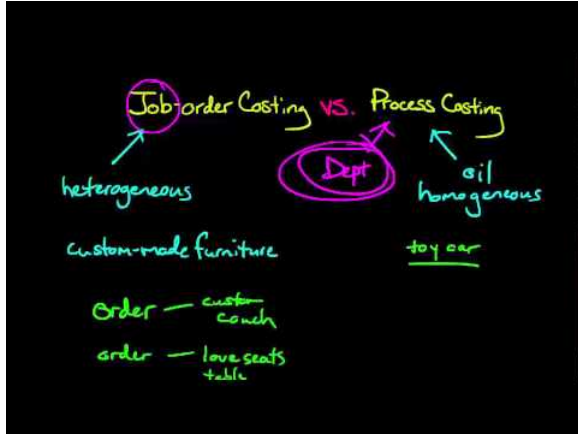 Job-order Costing vs. Process Costing
Dept
heterogeneous
oil
homogeneous
custom-made furniture
toy car
order — custom
couch
order — love seats
table